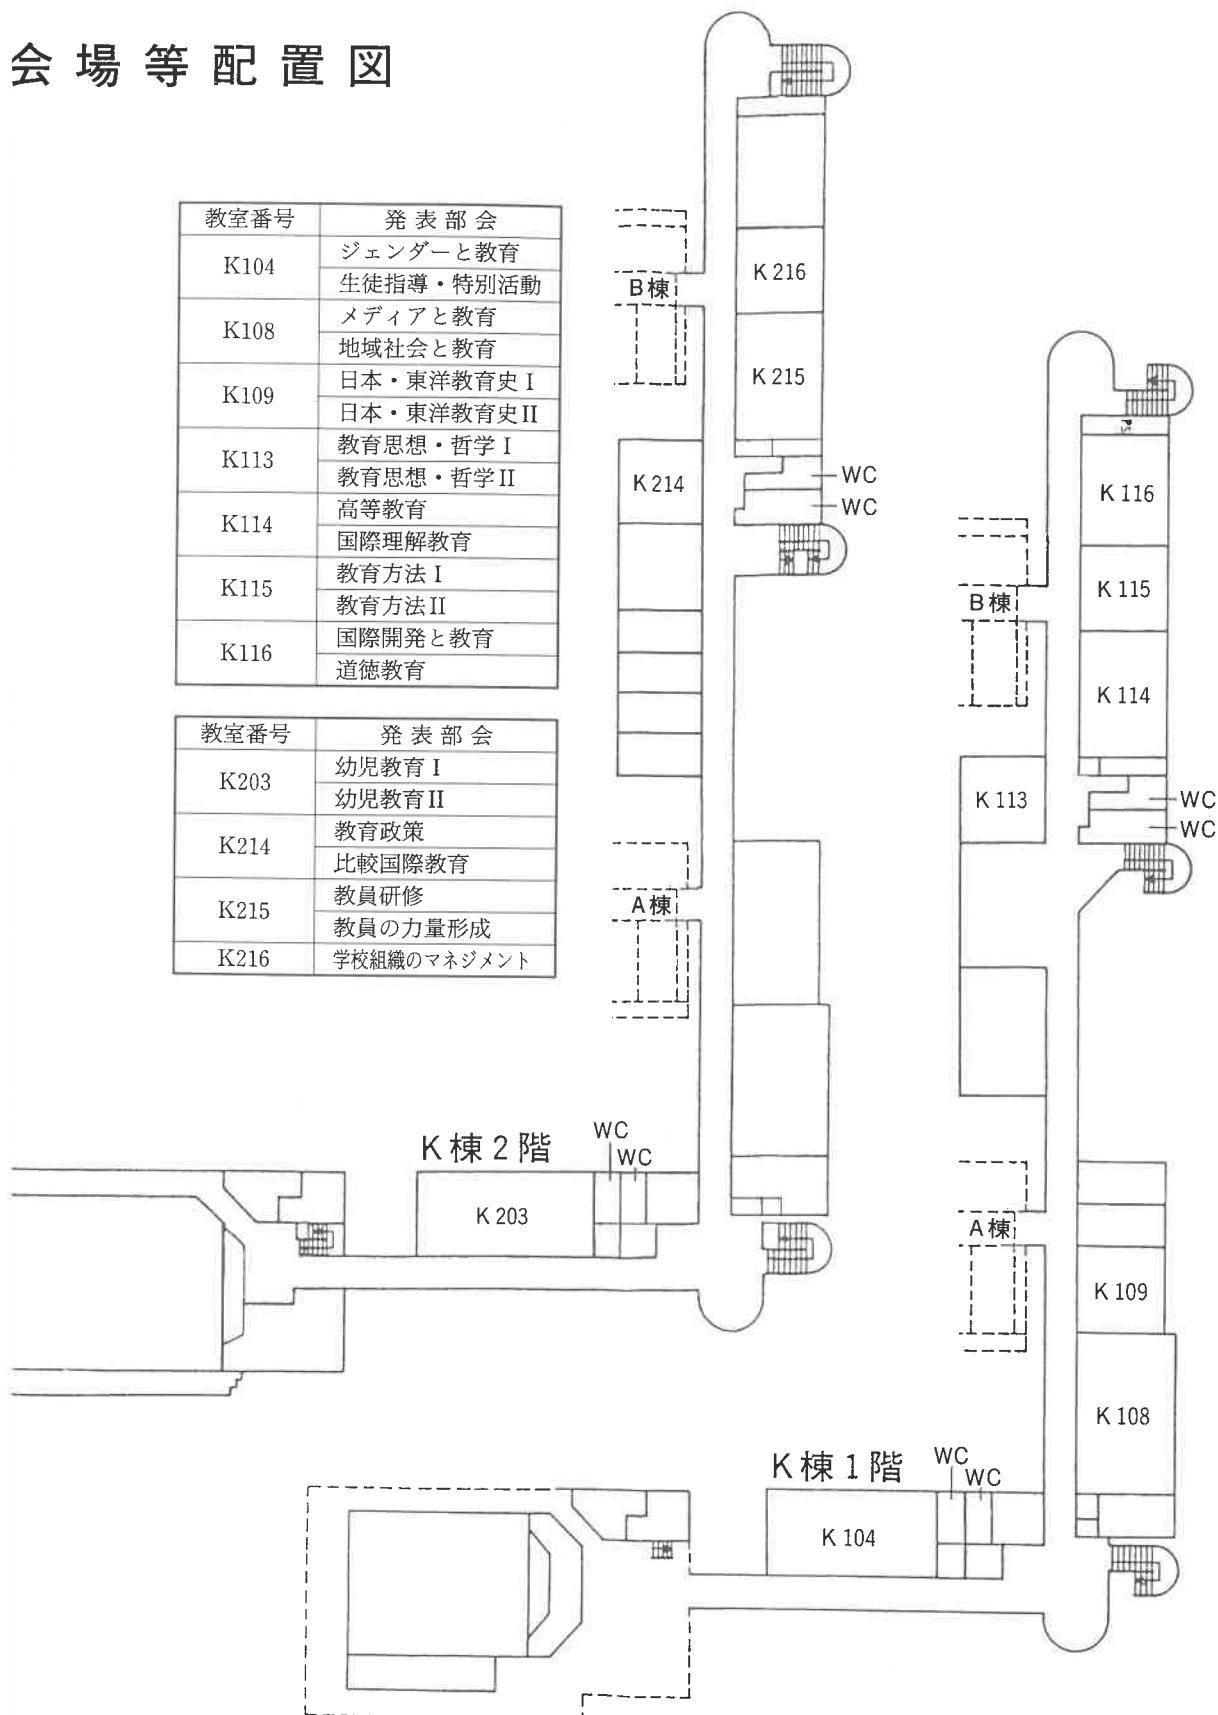 会場等配置図
教室番号 発表部会
K104 ジェンダーと教育
生徒指導・特別活動
K108 メディアと教育
地域社会と教育
K109 日本・東洋教育史I
日本・東洋教育史II
K113 教育思想・哲学I
教育思想・哲学II
K114 高等教育
国際理解教育
K115 教育方法I
教育方法II
K116 国際開発と教育
道徳教育
教室番号 発表部会
K203 幼児教育I
幼児教育II
K214 教育政策
比較国際教育
K215 教員研修
教員の力量形成
K216 学校組織のマネジメント
K216
B棟
K215
K214
WC
WC
A棟
K棟2階
WC
WC
K203
PS
K116
B棟
K115
K114
K113
WC
WC
A棟
K109
K108
K棟1階
WC
WC
K104